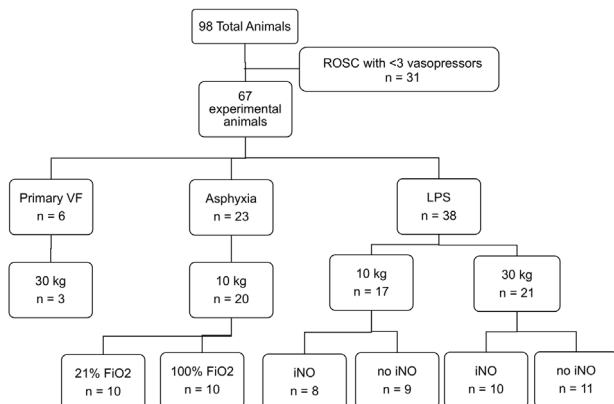 98 Total Animals
ROSC with <3 vasopressors
n = 31
67
experimental
animals
Primary VF
n = 6
Asphyxia
n = 23
LPS
n = 38
30 kg
n = 3
10 kg
n = 20
10 kg
n = 17
30 kg
n = 21
21% FiO2
n = 10
100% FiO2
n = 10
iNO
n = 8
no iNO
n = 9
iNO
n = 10
no iNO
n = 11